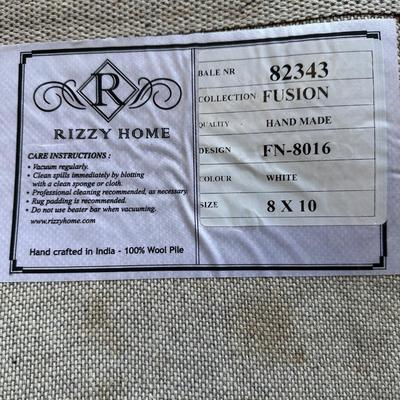 R
RIZZY HOME
CARE INSTRUCTIONS :
• Vacuum regularly.
• Clean spills immediately by blotting
with a clean sponge or cloth.
• Professional cleaning recommended, as necessary.
• Rug padding is recommended.
• Do not use beater bar when vacuuming.
www.rizzyhome.com
Hand crafted in India - 100% Wool Pile
BALE NR 82343
COLLECTION FUSION
QUALITY HAND MADE
DESIGN FN-8016
COLOUR WHITE
SIZE 8 X 10